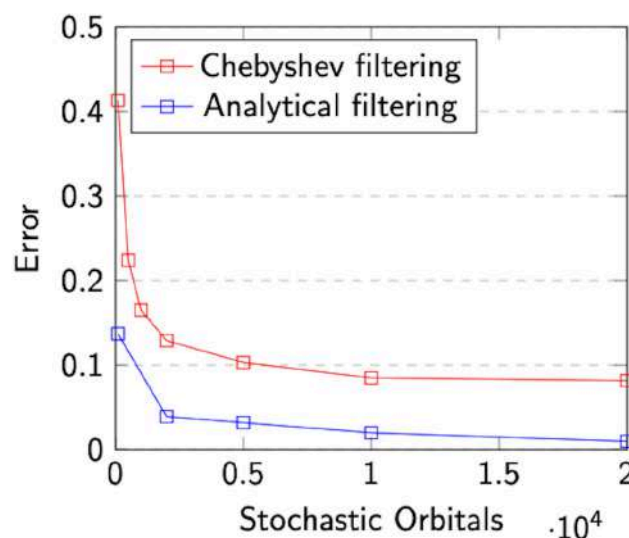 0.5
Chebyshev filtering
Analytical filtering
0.4
0.3
0.2
0.1
0
Error
0 0.5 1 1.5 2
Stochastic Orbitals
·10⁴